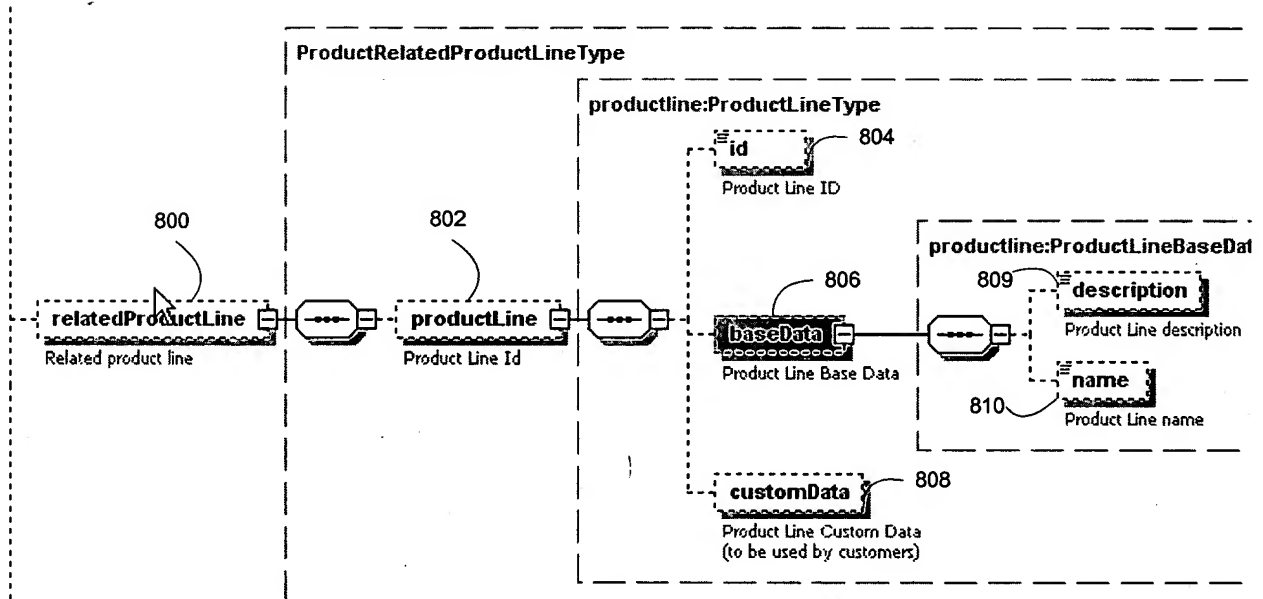 ProductRelatedProductLineType
productline:ProductLineType
id
804
Product Line ID
800
802
productline:ProductLineBaseDat
809
806
description
relatedProductLine
productLine
baseData
Product Line description
Related product line
Product Line Id
Product Line Base Data
name
810
Product Line name
customData
808
Product Line Custom Data
(to be used by customers)